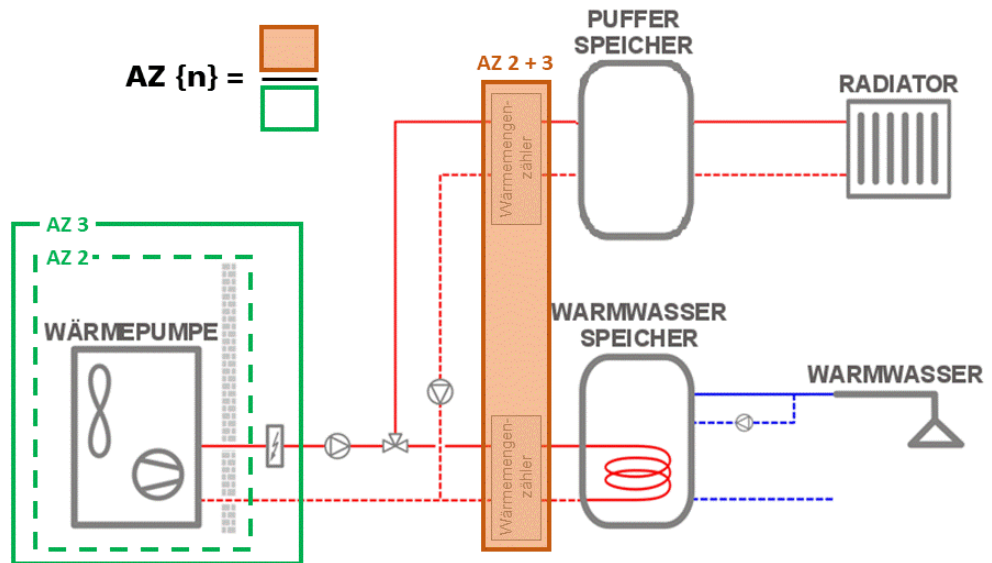 PUFFER
SPEICHER
AZ {n} =
AZ 2 + 3
RADIATOR
Wärmemengen-
zähler
AZ 3
AZ 2
WÄRMEPUMPE
WARMWASSER
SPEICHER
WARMWASSER
Wärmemengen-
zähler